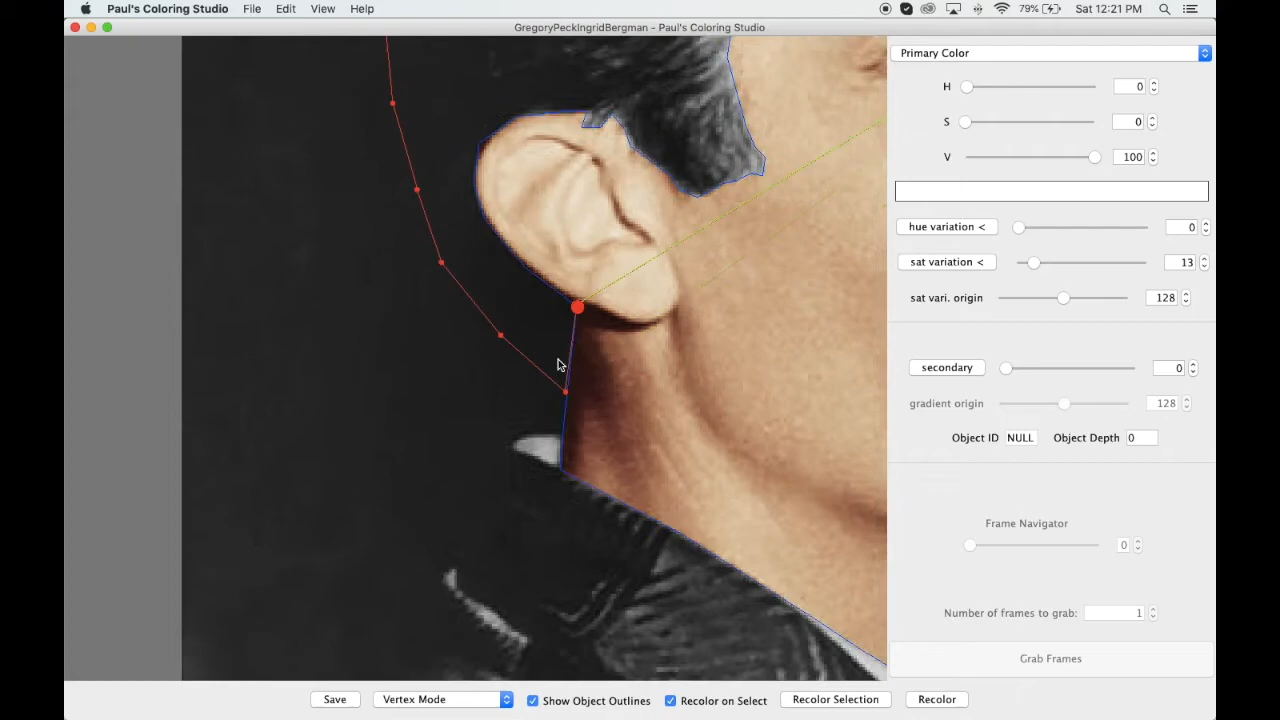 Paul's Coloring Studio File Edit View Help 79% Sat 12:21 PM
GregoryPeckIngridBergman - Paul's Coloring Studio
Primary Color
H 0
S 0
V 100
hue variation < 0
sat variation < 13
sat vari. origin 128
secondary 0
gradient origin 128
Object ID NULL Object Depth 0
Frame Navigator
0
Number of frames to grab: 1
Grab Frames
Save Vertex Mode Show Object Outlines Recolor on Select Recolor Selection Recolor